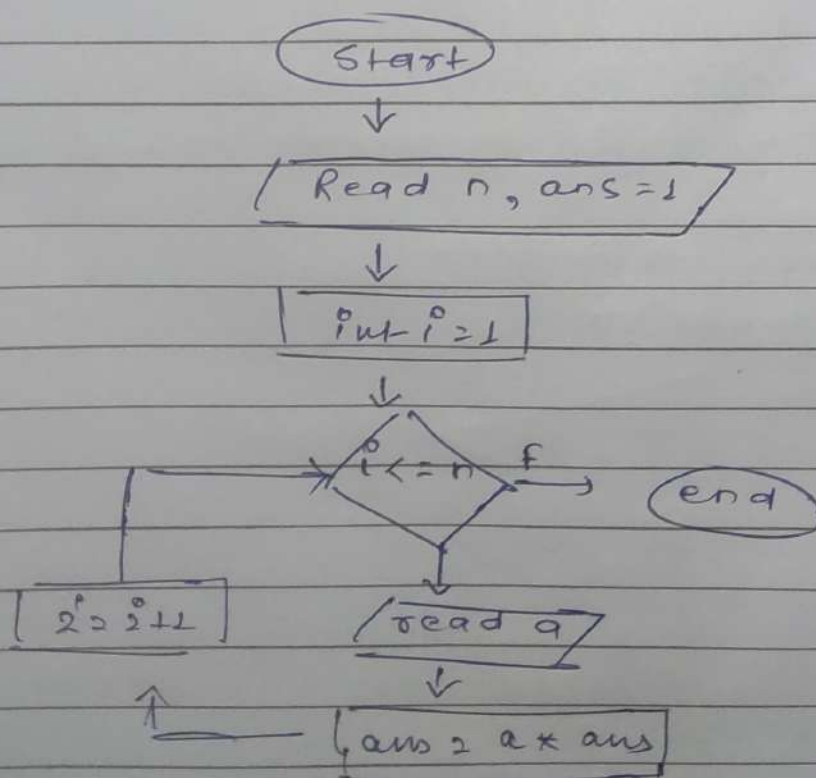 Start
Read n, ans=1
int i=1
i<=n
F
end
i=i+1
read a
ans = a * ans